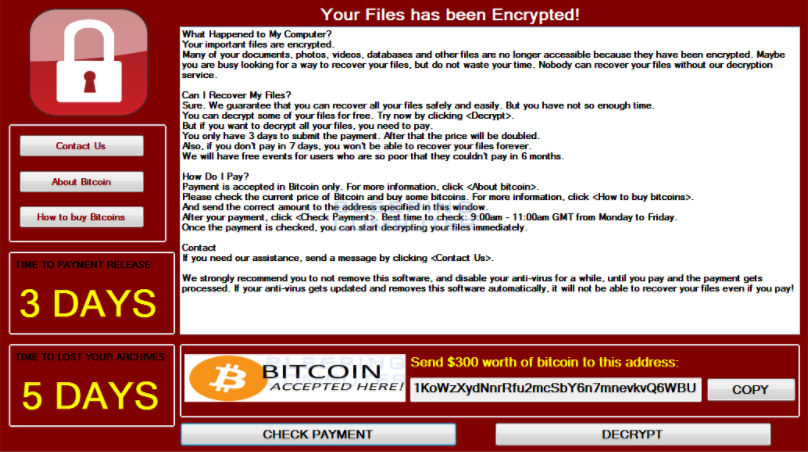 Your Files has been Encrypted!
What Happened to My Computer?
Your important files are encrypted.
Many of your documents, photos, videos, databases and other files are no longer accessible because they have been encrypted. Maybe
you are busy looking for a way to recover your files, but do not waste your time. Nobody can recover your files without our decryption
service.
Can I Recover My Files?
Sure. We guarantee that you can recover all your files safely and easily. But you have not so enough time.
You can decrypt some of your files for free. Try now by clicking <Decrypt>.
But if you want to decrypt all your files, you need to pay.
You only have 3 days to submit the payment. After that the price will be doubled.
Also, if you don't pay in 7 days, you won't be able to recover your files forever.
We will have free events for users who are so poor that they couldn't pay in 6 months.
How Do I Pay?
Payment is accepted in Bitcoin only. For more information, click <About bitcoin>.
Please check the current price of Bitcoin and buy some bitcoins. For more information, click <How to buy bitcoins>.
And send the correct amount to the address specified in this window.
After your payment, click <Check Payment>. Best time to check: 9:00am - 11:00am GMT from Monday to Friday.
Once the payment is checked, you can start decrypting your files immediately.
Contact
If you need our assistance, send a message by clicking <Contact Us>.
We strongly recommend you to not remove this software, and disable your anti-virus for a while, until you pay and the payment gets
processed. If your anti-virus gets updated and removes this software automatically, it will not be able to recover your files even if you pay!
Contact Us
About Bitcoin
How to buy Bitcoins
TIME TO PAYMENT RELEASE:
3 DAYS
TIME TO LOST YOUR ARCHIVES:
5 DAYS
BITCOIN
ACCEPTED HERE!
Send $300 worth of bitcoin to this address:
1KoWzXydNnrRfu2mcSbY6n7mnevkvQ6WBU
COPY
CHECK PAYMENT
DECRYPT